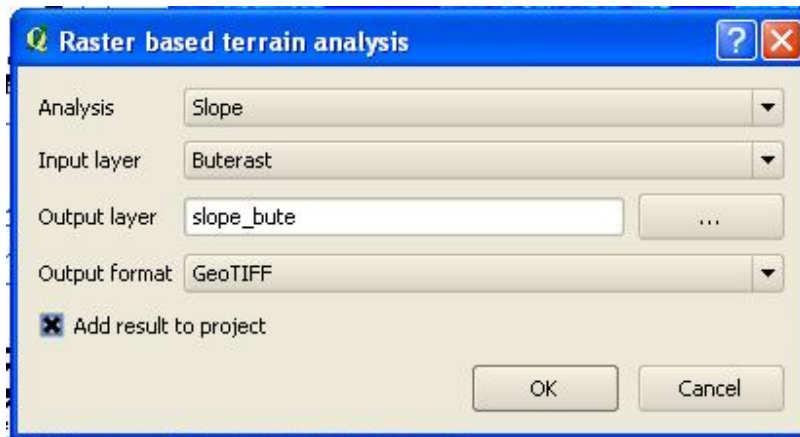 Raster based terrain analysis
Analysis Slope
Input layer Buterast
Output layer slope_bute ...
Output format GeoTIFF
Add result to project
OK Cancel